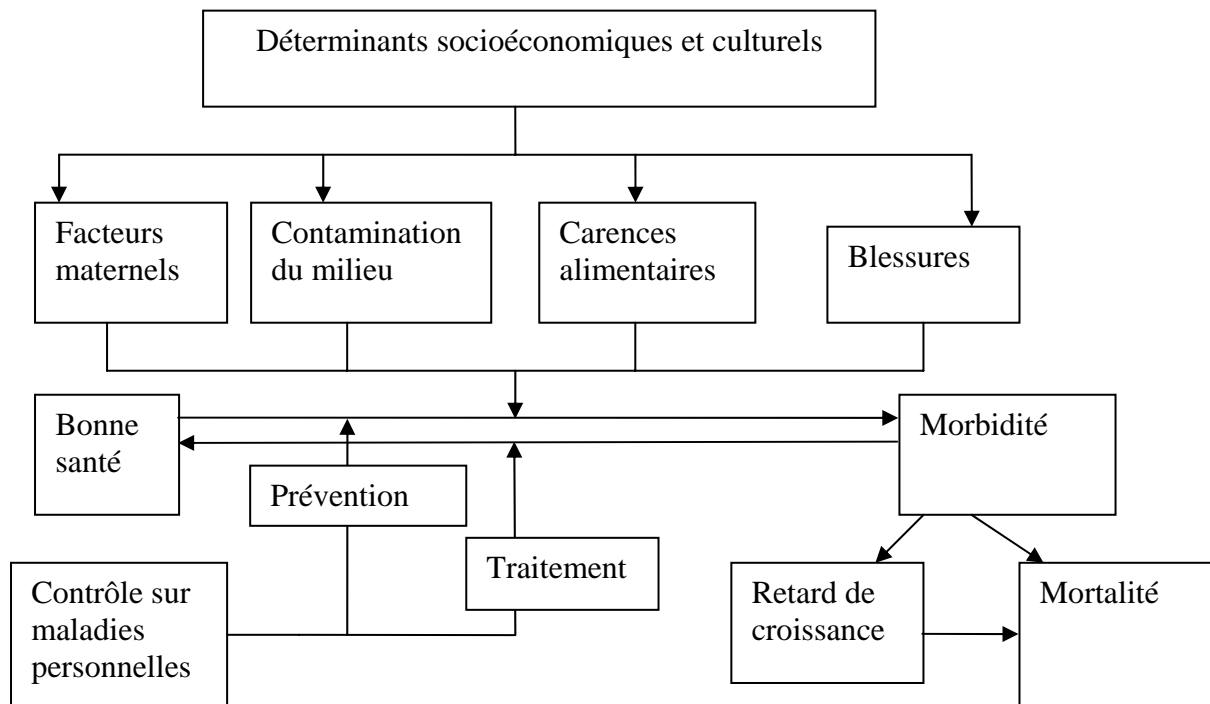 Déterminants socioéconomiques et culturels
Facteurs
maternels
Contamination
du milieu
Carences
alimentaires
Blessures
Bonne
santé
Morbidité
Prévention
Traitement
Contrôle sur
maladies
personnelles
Retard de
croissance
Mortalité